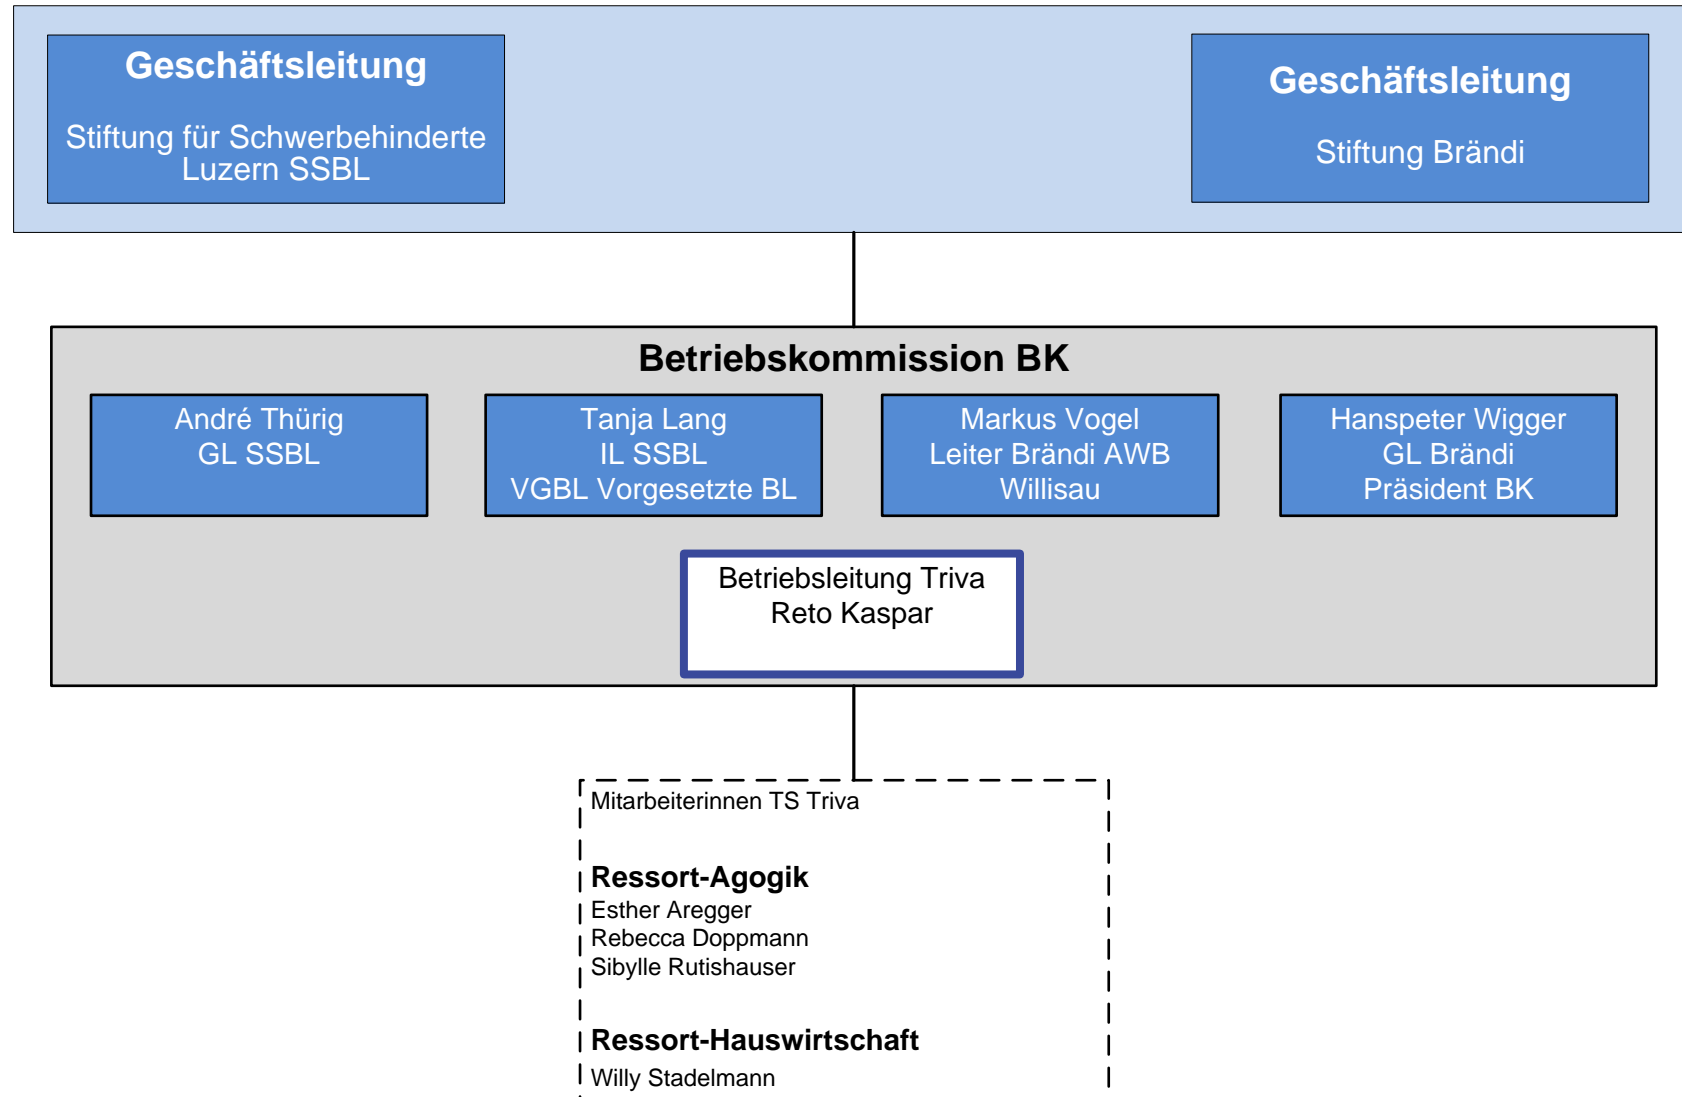 Geschäftsleitung
Stiftung für Schwerbehinderte
Luzern SSBL
Geschäftsleitung
Stiftung Brändi
Betriebskommission BK
André Thürig
GL SSBL
Tanja Lang
IL SSBL
VGBL Vorgesetzte BL
Markus Vogel
Leiter Brändi AWB
Willisau
Hanspeter Wigger
GL Brändi
Präsident BK
Betriebsleitung Triva
Reto Kaspar
Mitarbeiterinnen TS Triva
Ressort-Agogik
Esther Aregger
Rebecca Doppmann
Sibylle Rutishauser
Ressort-Hauswirtschaft
Willy Stadelmann